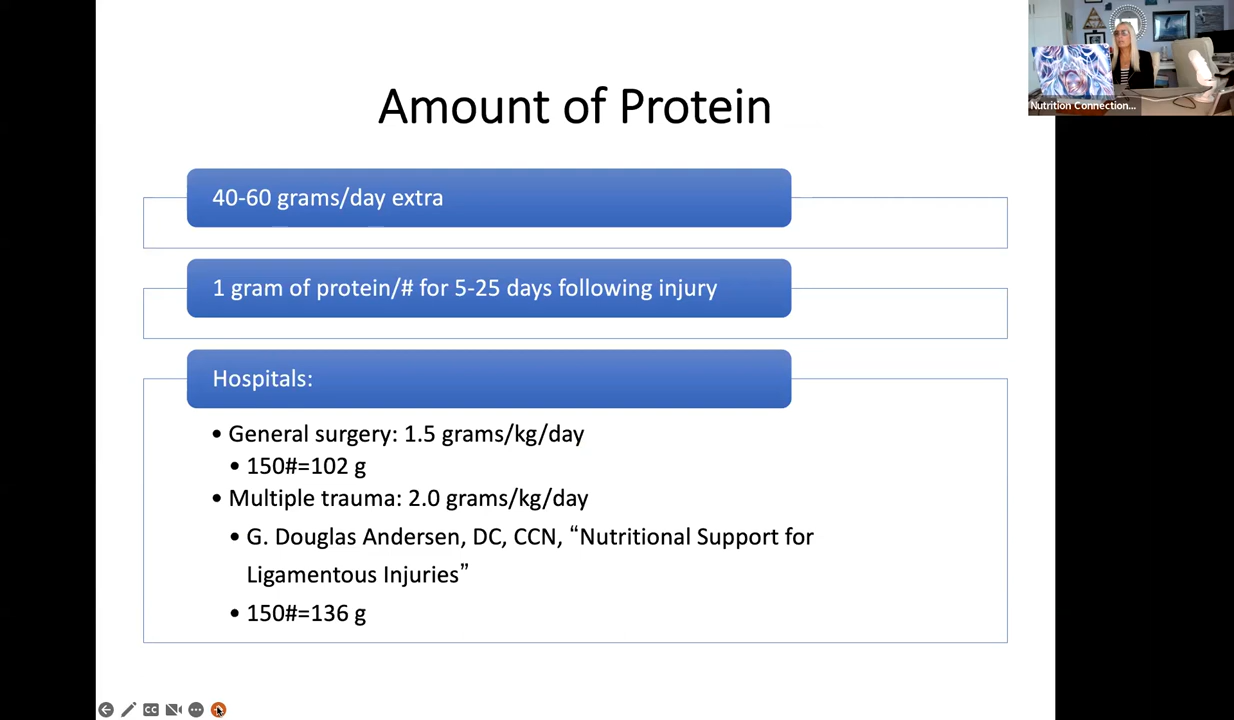 Nutrition Connection...
Amount of Protein
40-60 grams/day extra
1 gram of protein/# for 5-25 days following injury
Hospitals:
• General surgery: 1.5 grams/kg/day
• 150#=102 g
• Multiple trauma: 2.0 grams/kg/day
• G. Douglas Andersen, DC, CCN, “Nutritional Support for
Ligamentous Injuries”
• 150#=136 g
CC